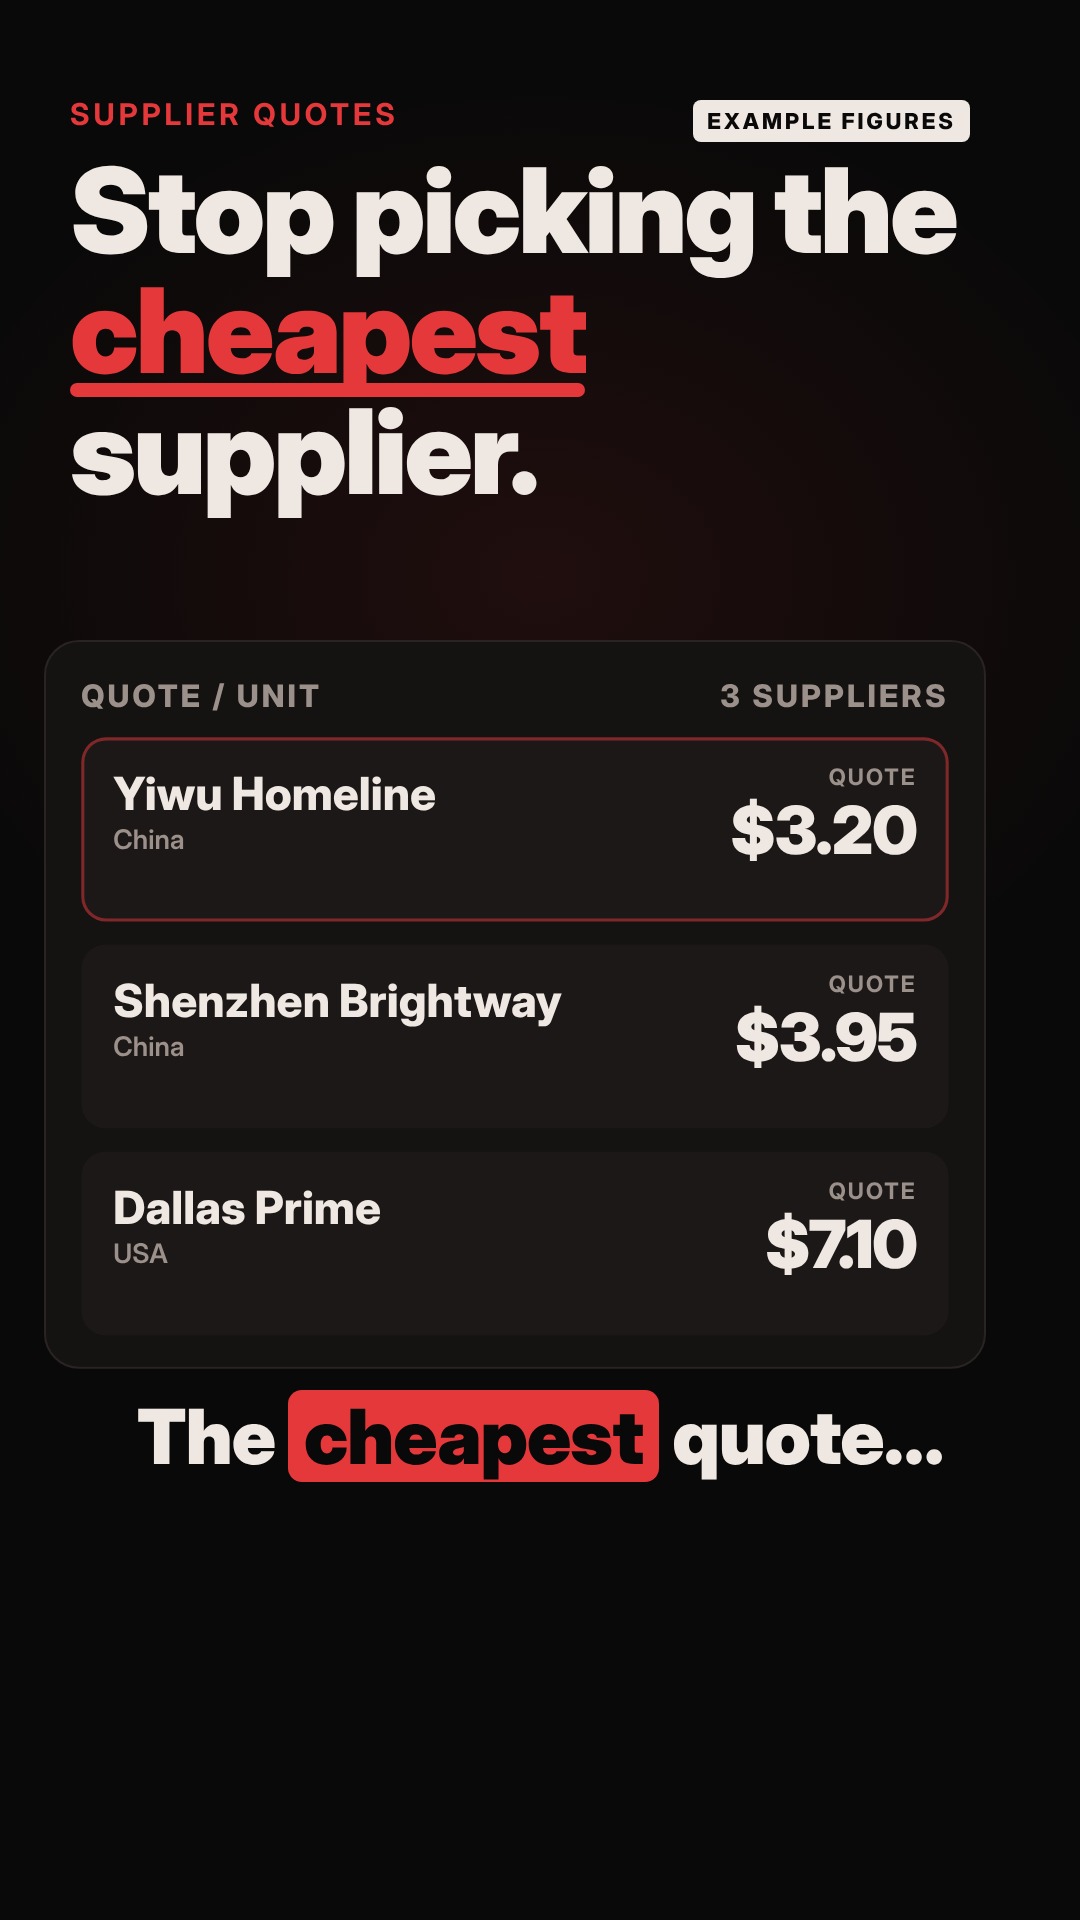 SUPPLIER QUOTES
EXAMPLE FIGURES
Stop picking the
cheapest
supplier.
QUOTE / UNIT
3 SUPPLIERS
Yiwu Homeline
China
QUOTE
$3.20
Shenzhen Brightway
China
QUOTE
$3.95
Dallas Prime
USA
QUOTE
$7.10
The cheapest quote...